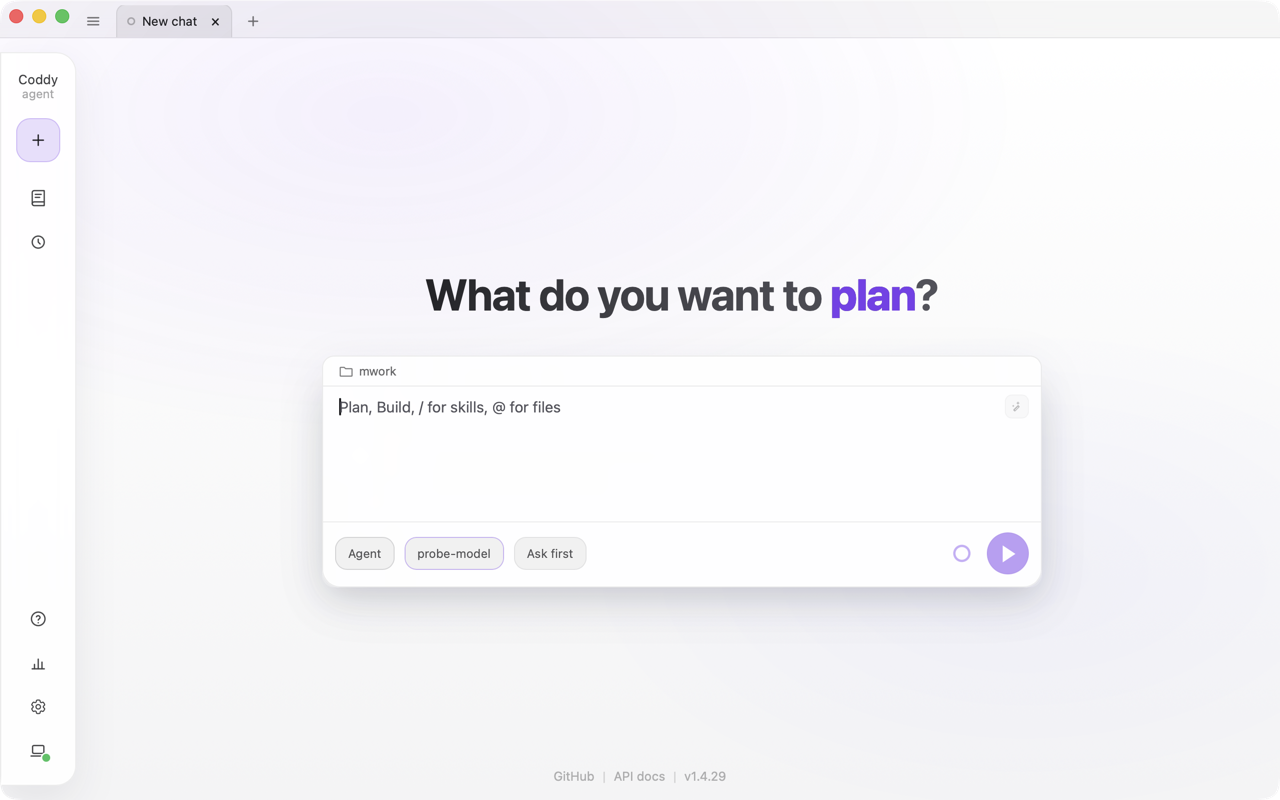 New chat
Coddy
agent
What do you want to plan?
mwork
Plan, Build, / for skills, @ for files
Agent
probe-model
Ask first
GitHub | API docs | v1.4.29